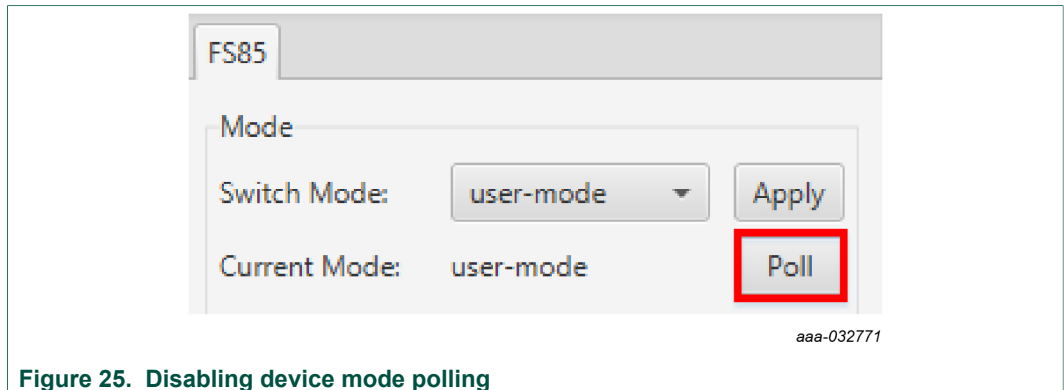 FS85
Mode
Switch Mode: user-mode Apply
Current Mode: user-mode Poll
aaa-032771
Figure 25. Disabling device mode polling